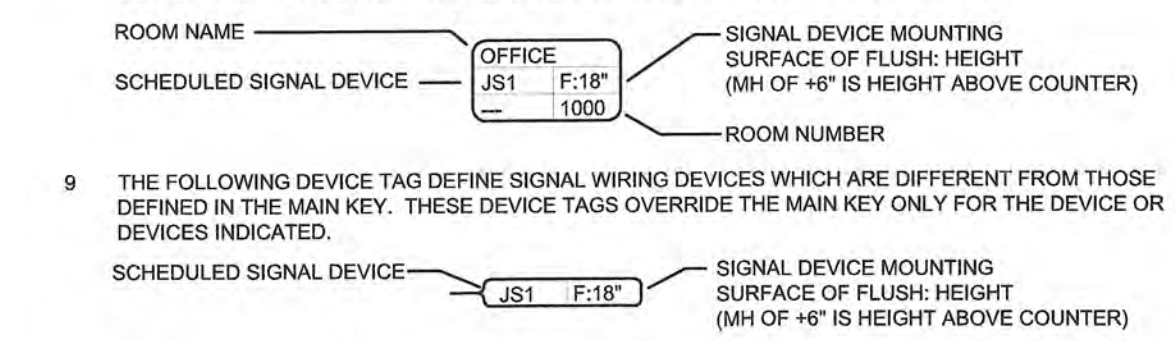 ROOM NAME
SCHEDULED SIGNAL DEVICE
OFFICE
JS1 F:18"
--- 1000
SIGNAL DEVICE MOUNTING
SURFACE OF FLUSH: HEIGHT
(MH OF +6" IS HEIGHT ABOVE COUNTER)
ROOM NUMBER
9 THE FOLLOWING DEVICE TAG DEFINE SIGNAL WIRING DEVICES WHICH ARE DIFFERENT FROM THOSE
DEFINED IN THE MAIN KEY. THESE DEVICE TAGS OVERRIDE THE MAIN KEY ONLY FOR THE DEVICE OR
DEVICES INDICATED.
SCHEDULED SIGNAL DEVICE
JS1 F:18"
SIGNAL DEVICE MOUNTING
SURFACE OF FLUSH: HEIGHT
(MH OF +6" IS HEIGHT ABOVE COUNTER)